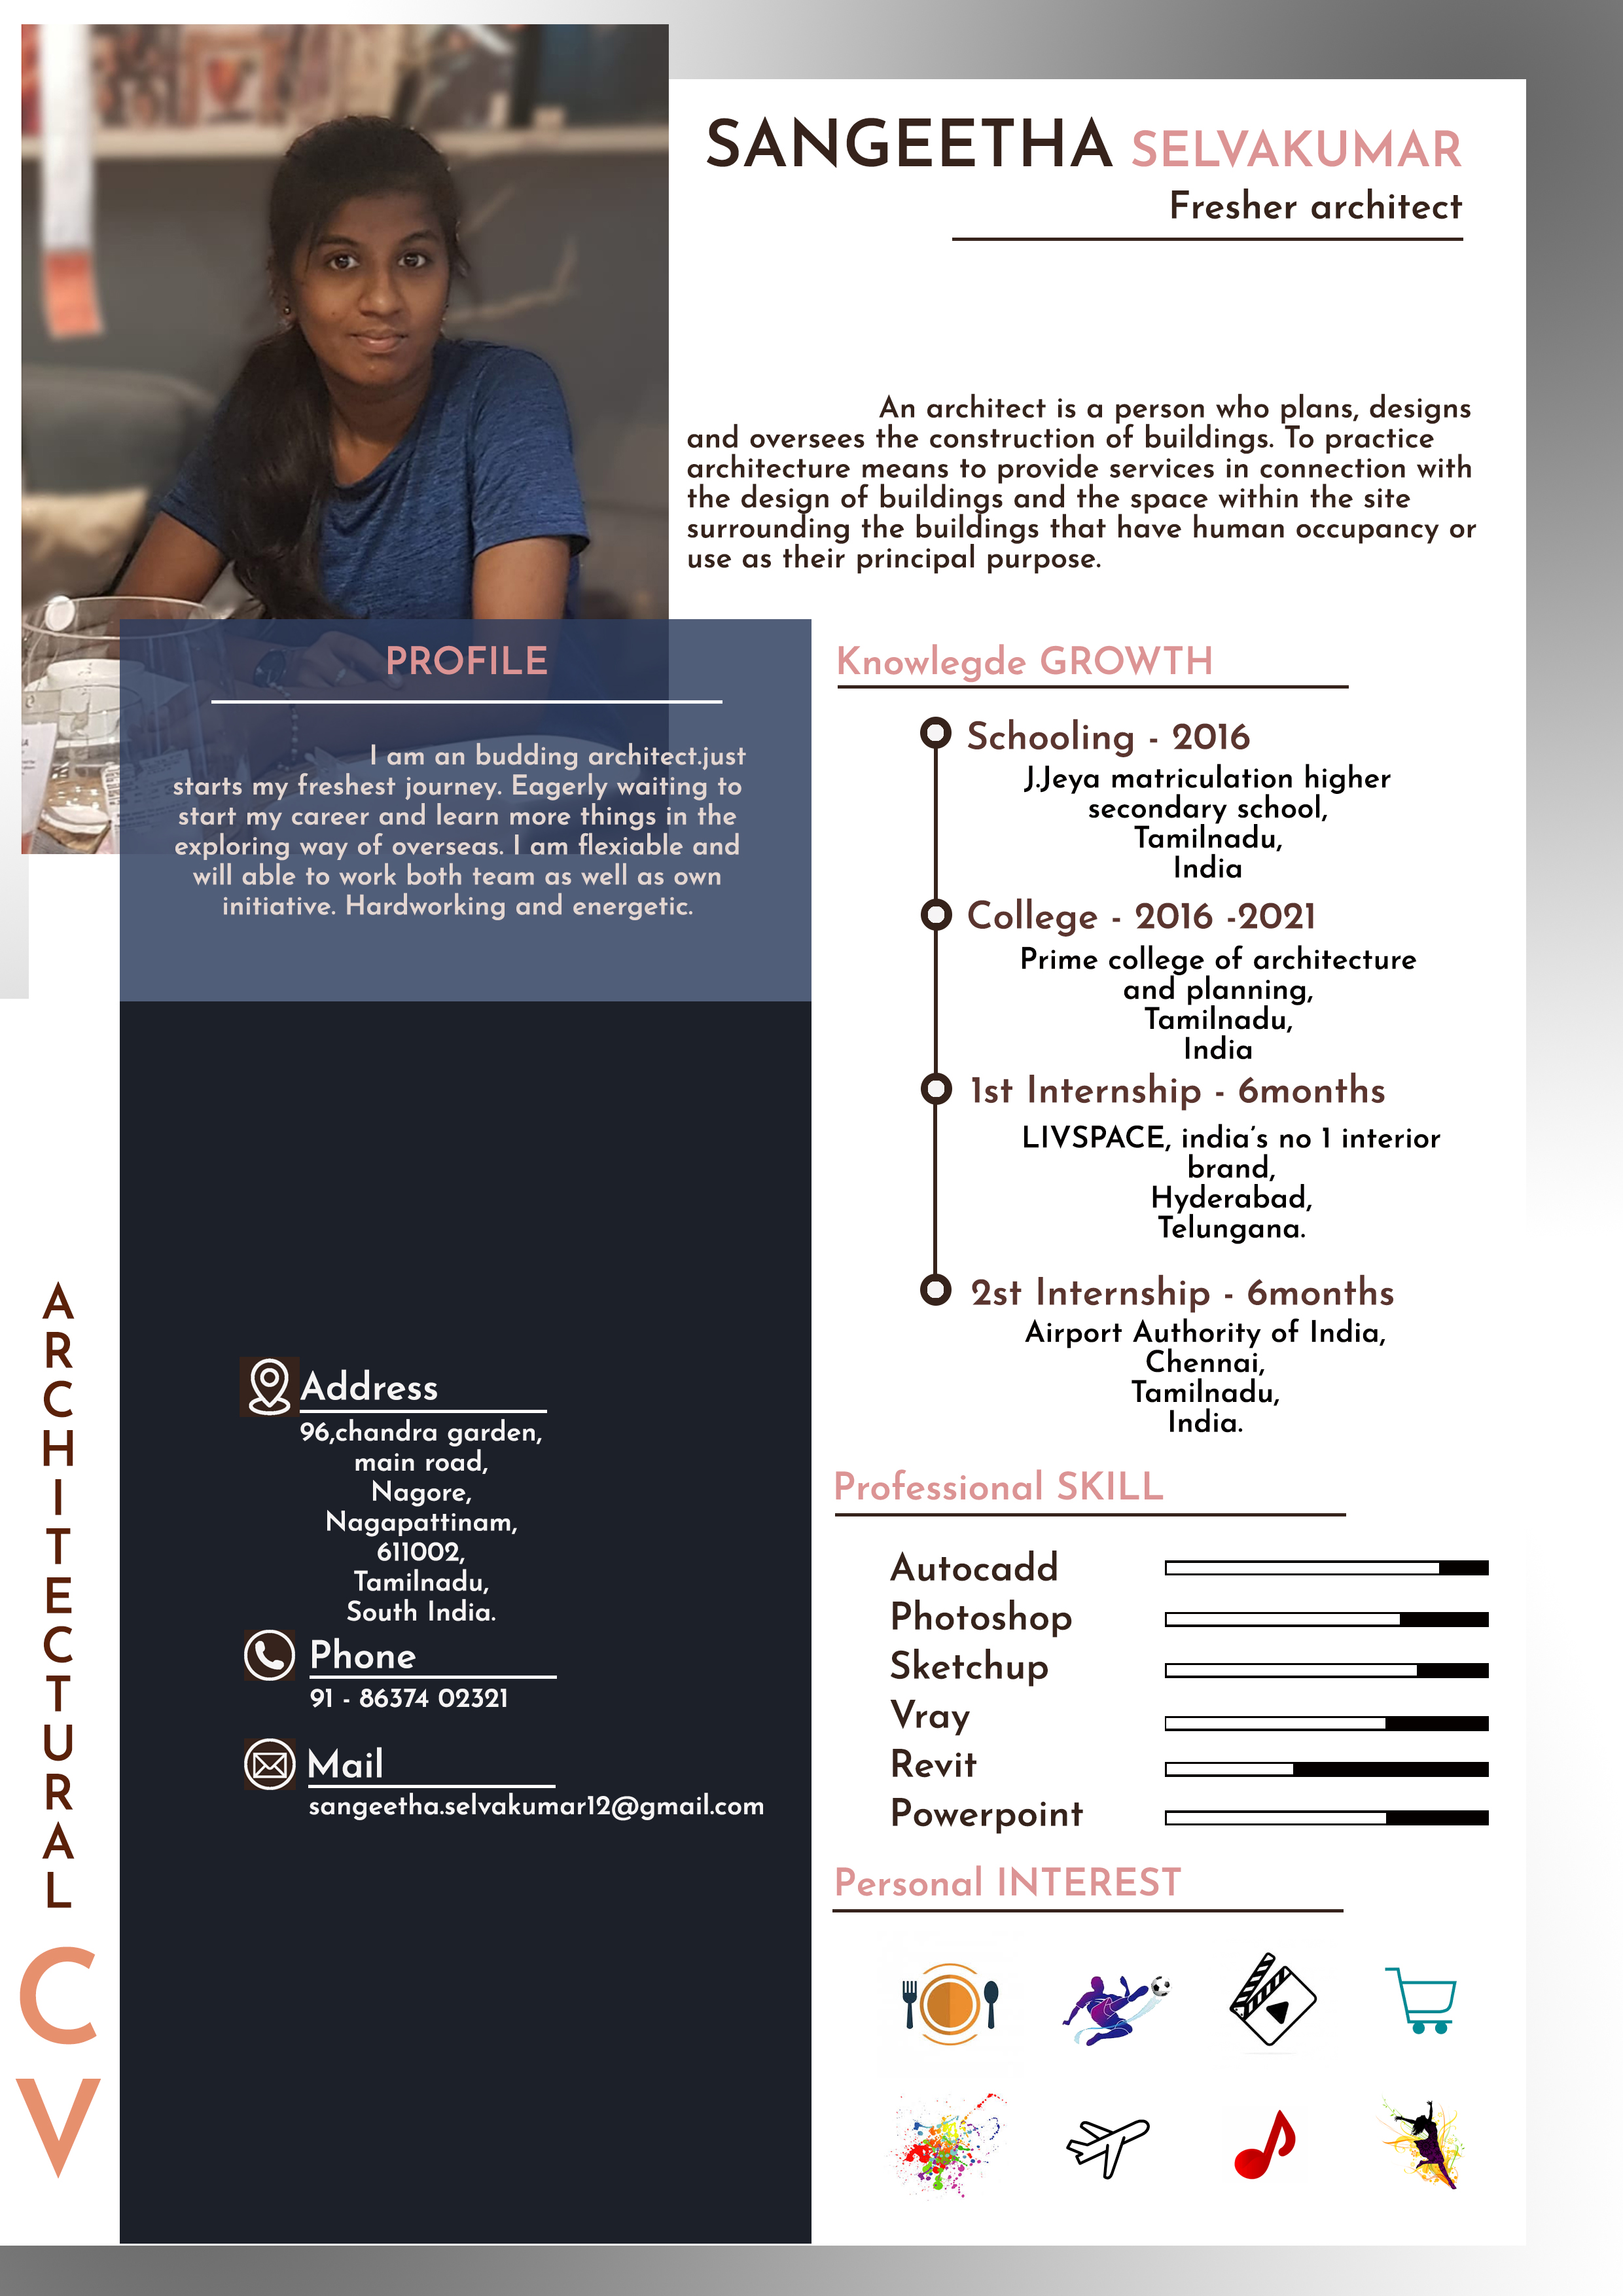 SANGEETHA SELVAKUMAR
Fresher architect
An architect is a person who plans, designs
and oversees the construction of buildings. To practice
architecture means to provide services in connection with
the design of buildings and the space within the site
surrounding the buildings that have human occupancy or
use as their principal purpose.
PROFILE
I am an budding architect.just
starts my freshest journey. Eagerly waiting to
start my career and learn more things in the
exploring way of overseas. I am flexiable and
will able to work both team as well as own
initiative. Hardworking and energetic.
Knowlegde GROWTH
Schooling - 2016
J.Jeya matriculation higher
secondary school,
Tamilnadu,
India
College - 2016 -2021
Prime college of architecture
and planning,
Tamilnadu,
India
1st Internship - 6months
LIVSPACE, india's no 1 interior
brand,
Hyderabad,
Telungana.
2st Internship - 6months
Airport Authority of India,
Chennai,
Tamilnadu,
India.
Address
96,chandra garden,
main road,
Nagore,
Nagapattinam,
611002,
Tamilnadu,
South India.
Phone
91 - 86374 02321
Mail
sangeetha.selvakumar12@gmail.com
Professional SKILL
Autocadd
Photoshop
Sketchup
Vray
Revit
Powerpoint
Personal INTEREST
ARCHITECTURAL
CV